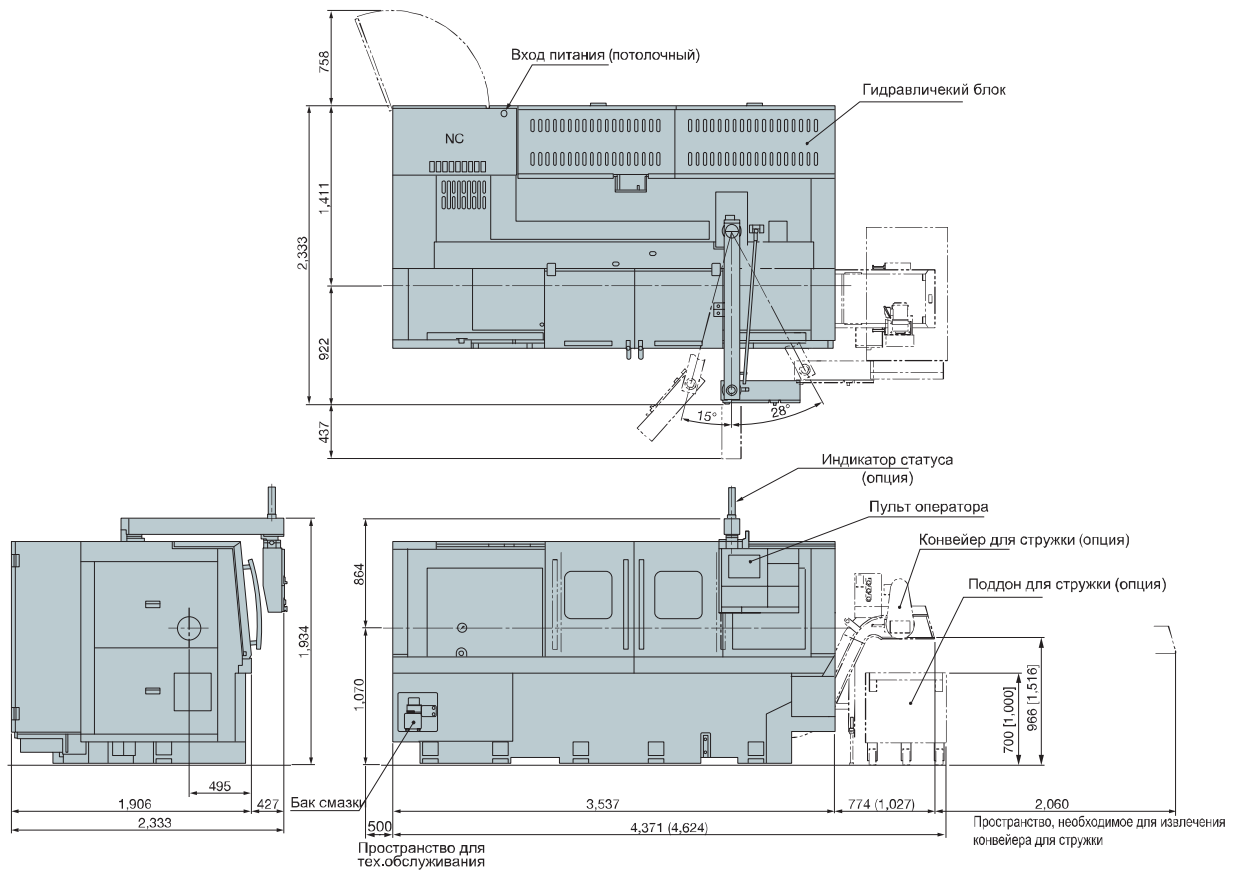 758
Вход питания (потолочный)
Гидравличекий блок
NC
1,411
2,333
922
437
15°
28°
Индикатор статуса
(опция)
Пульт оператора
Конвейер для стружки (опция)
Поддон для стружки (опция)
864
1,934
1,070
700 [1,000]
966 [1,516]
495
1,906
427
2,333
Бак смазки
3,537
774 (1,027)
2,060
500
4,371 (4,624)
Пространство, необходимое для извлечения
конвейера для стружки
Пространство для
тех.обслуживания